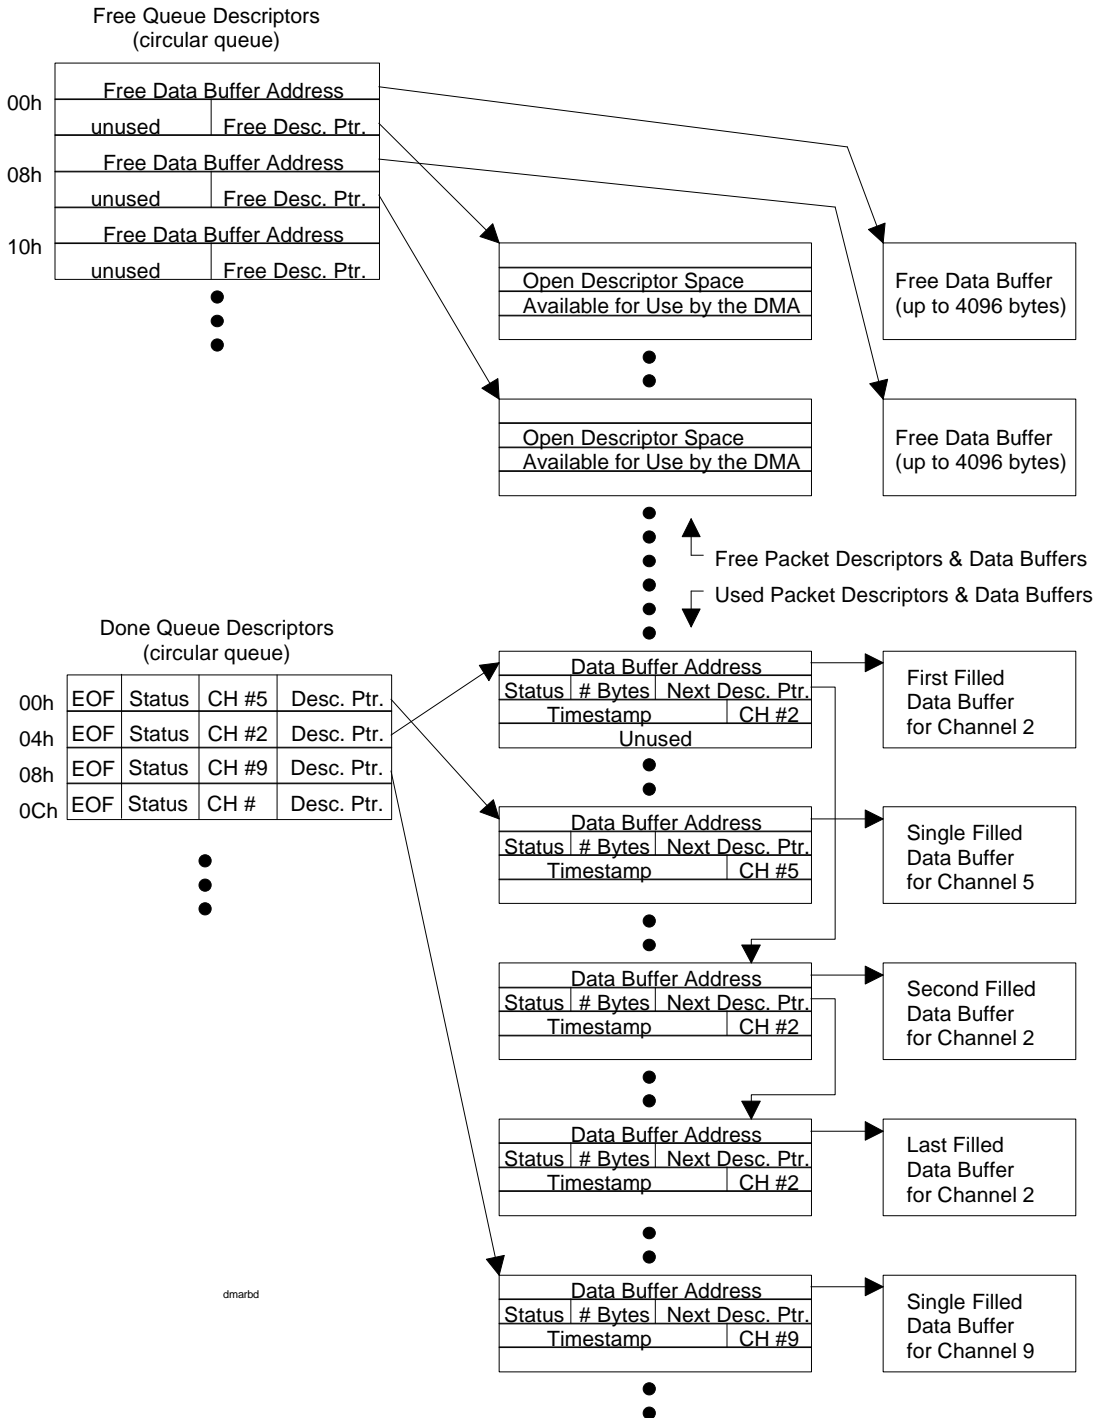 Free Queue Descriptors
(circular queue)
00h
Free Data Buffer Address
unused Free Desc. Ptr.
08h
Free Data Buffer Address
unused Free Desc. Ptr.
10h
Free Data Buffer Address
unused Free Desc. Ptr.
Open Descriptor Space
Available for Use by the DMA
Free Data Buffer
(up to 4096 bytes)
Open Descriptor Space
Available for Use by the DMA
Free Data Buffer
(up to 4096 bytes)
Free Packet Descriptors & Data Buffers
Used Packet Descriptors & Data Buffers
Done Queue Descriptors
(circular queue)
00h EOF Status CH #5 Desc. Ptr.
04h EOF Status CH #2 Desc. Ptr.
08h EOF Status CH #9 Desc. Ptr.
0Ch EOF Status CH # Desc. Ptr.
Data Buffer Address
Status # Bytes Next Desc. Ptr.
Timestamp CH #2
Unused
First Filled
Data Buffer
for Channel 2
Data Buffer Address
Status # Bytes Next Desc. Ptr.
Timestamp CH #5
Single Filled
Data Buffer
for Channel 5
Data Buffer Address
Status # Bytes Next Desc. Ptr.
Timestamp CH #2
Second Filled
Data Buffer
for Channel 2
Data Buffer Address
Status # Bytes Next Desc. Ptr.
Timestamp CH #2
Last Filled
Data Buffer
for Channel 2
Data Buffer Address
Status # Bytes Next Desc. Ptr.
Timestamp CH #9
Single Filled
Data Buffer
for Channel 9
dmarbd